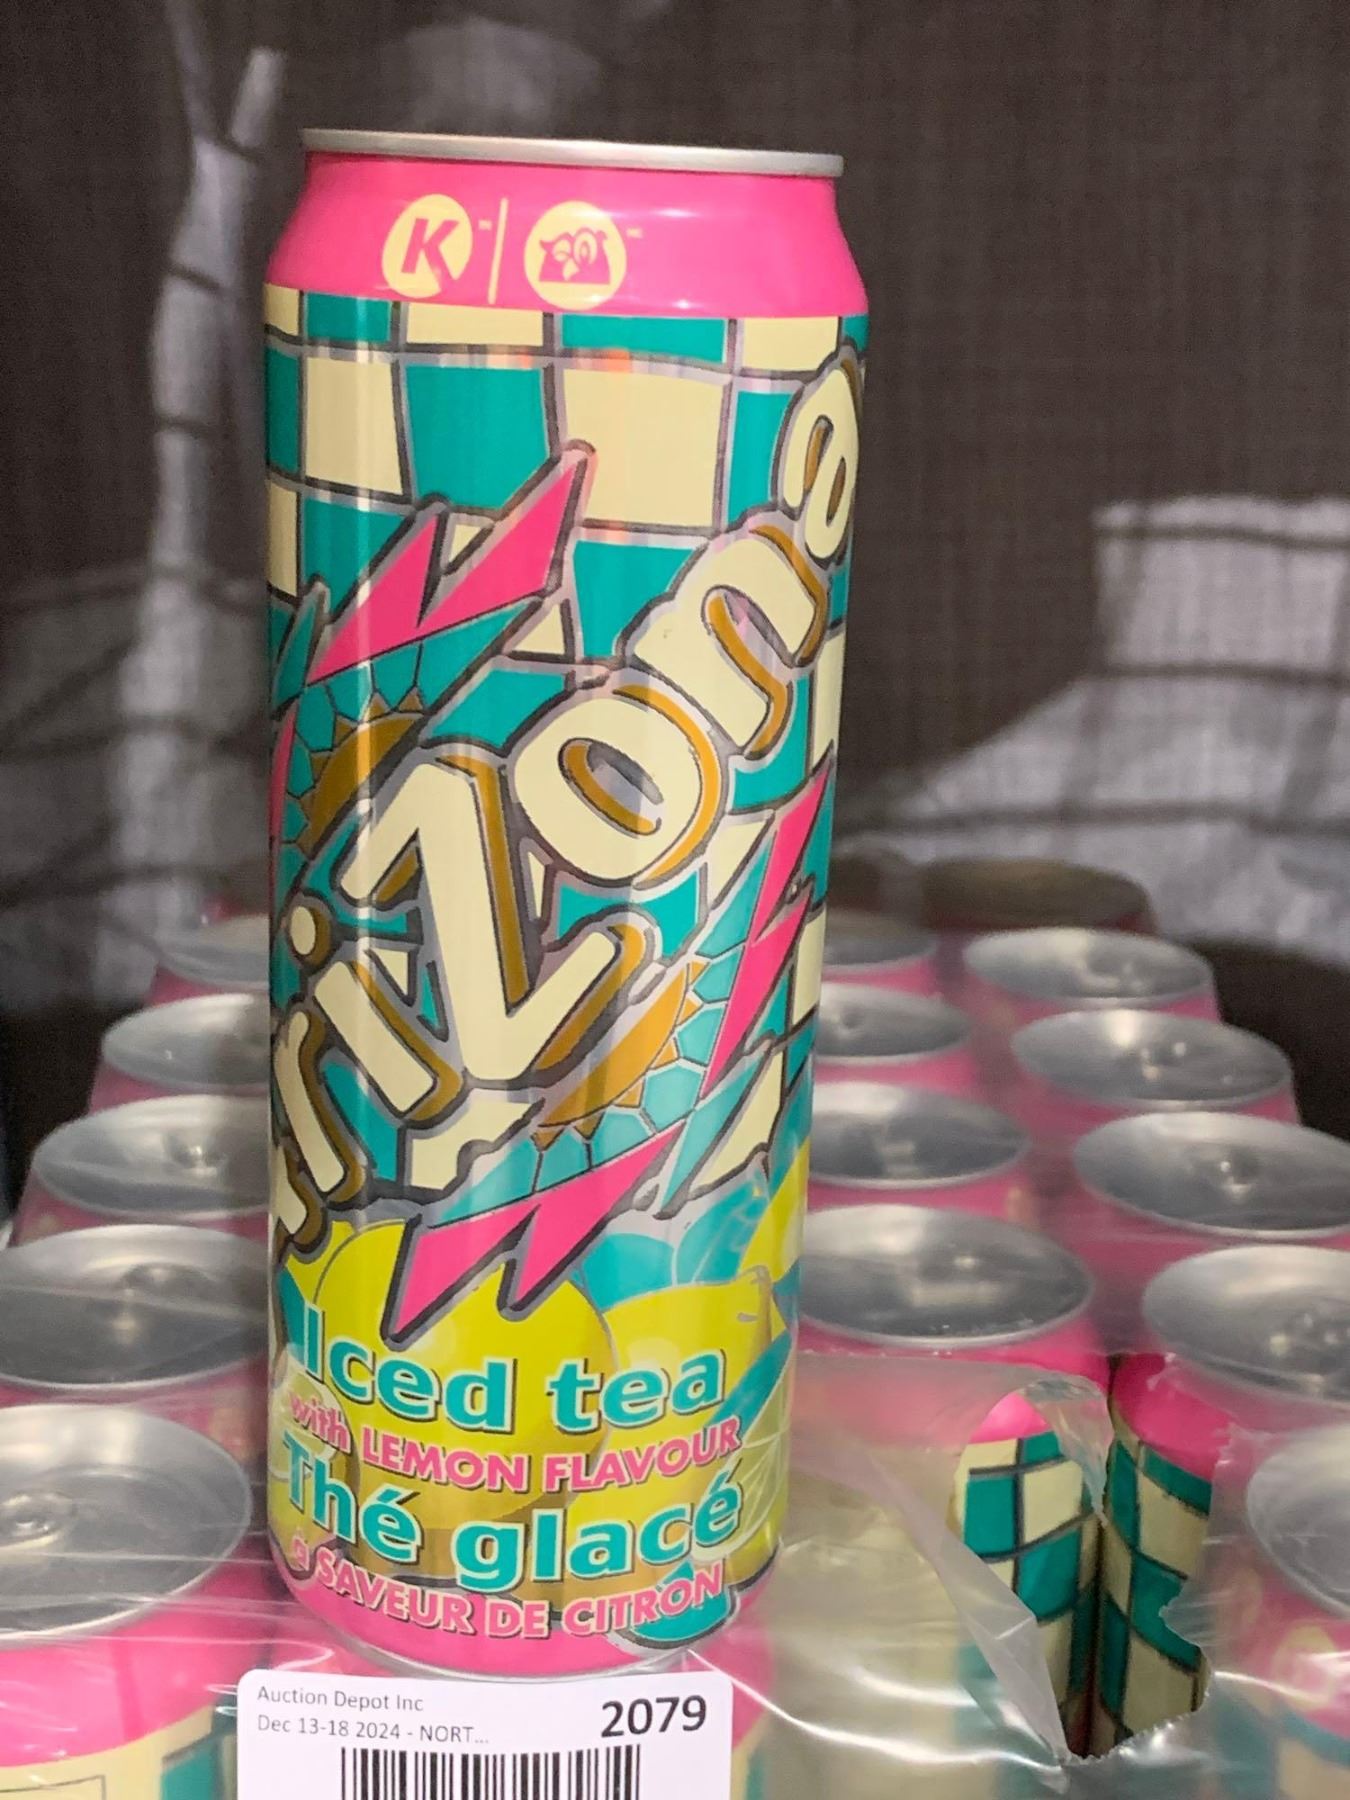 K
ariZona
Iced tea
with LEMON FLAVOUR
Thé glacé
à SAVEUR DE CITRON
Auction Depot Inc
2079
Dec 13-18 2024 - NORT...